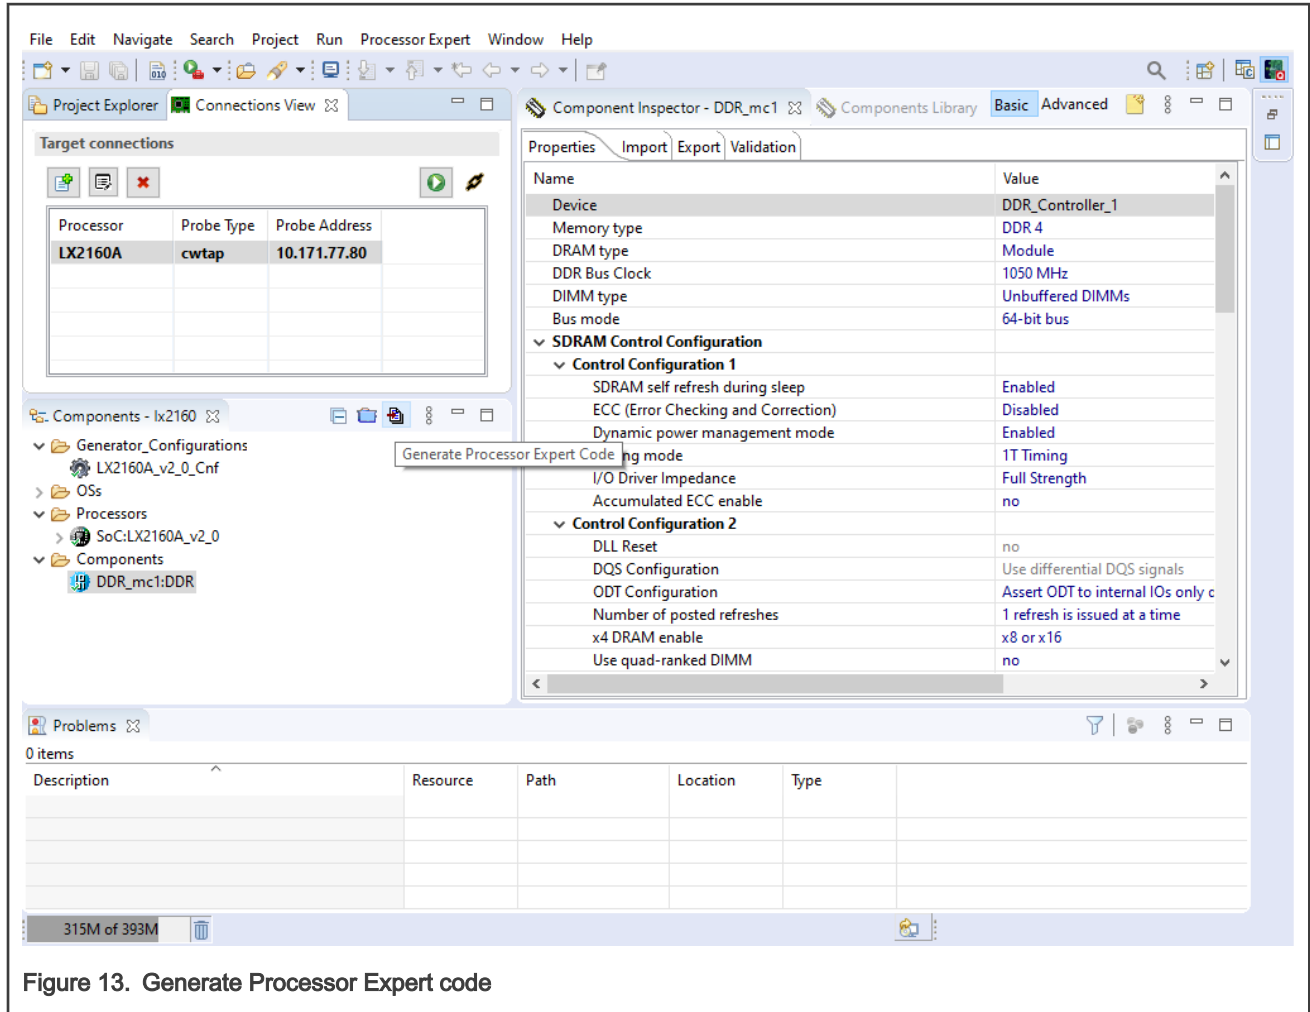 File Edit Navigate Search Project Run Processor Expert Window Help
Project Explorer Connections View
Target connections
Processor Probe Type Probe Address
LX2160A cwtap 10.171.77.80
Components - lx2160
Generate Processor Expert Code
Generator_Configurations
LX2160A_v2_0_Cnf
OSs
Processors
SoC:LX2160A_v2_0
Components
DDR_mc1:DDR
Component Inspector - DDR_mc1 Components Library Basic Advanced
Properties Import Export Validation
Name Value
Device DDR_Controller_1
Memory type DDR 4
DRAM type Module
DDR Bus Clock 1050 MHz
DIMM type Unbuffered DIMMs
Bus mode 64-bit bus
SDRAM Control Configuration
Control Configuration 1
SDRAM self refresh during sleep Enabled
ECC (Error Checking and Correction) Disabled
Dynamic power management mode Enabled
ng mode 1T Timing
I/O Driver Impedance Full Strength
Accumulated ECC enable no
Control Configuration 2
DLL Reset no
DQS Configuration Use differential DQS signals
ODT Configuration Assert ODT to internal IOs only
Number of posted refreshes 1 refresh is issued at a time
x4 DRAM enable x8 or x16
Use quad-ranked DIMM no
Problems
0 items
Description Resource Path Location Type
315M of 393M
Figure 13. Generate Processor Expert code